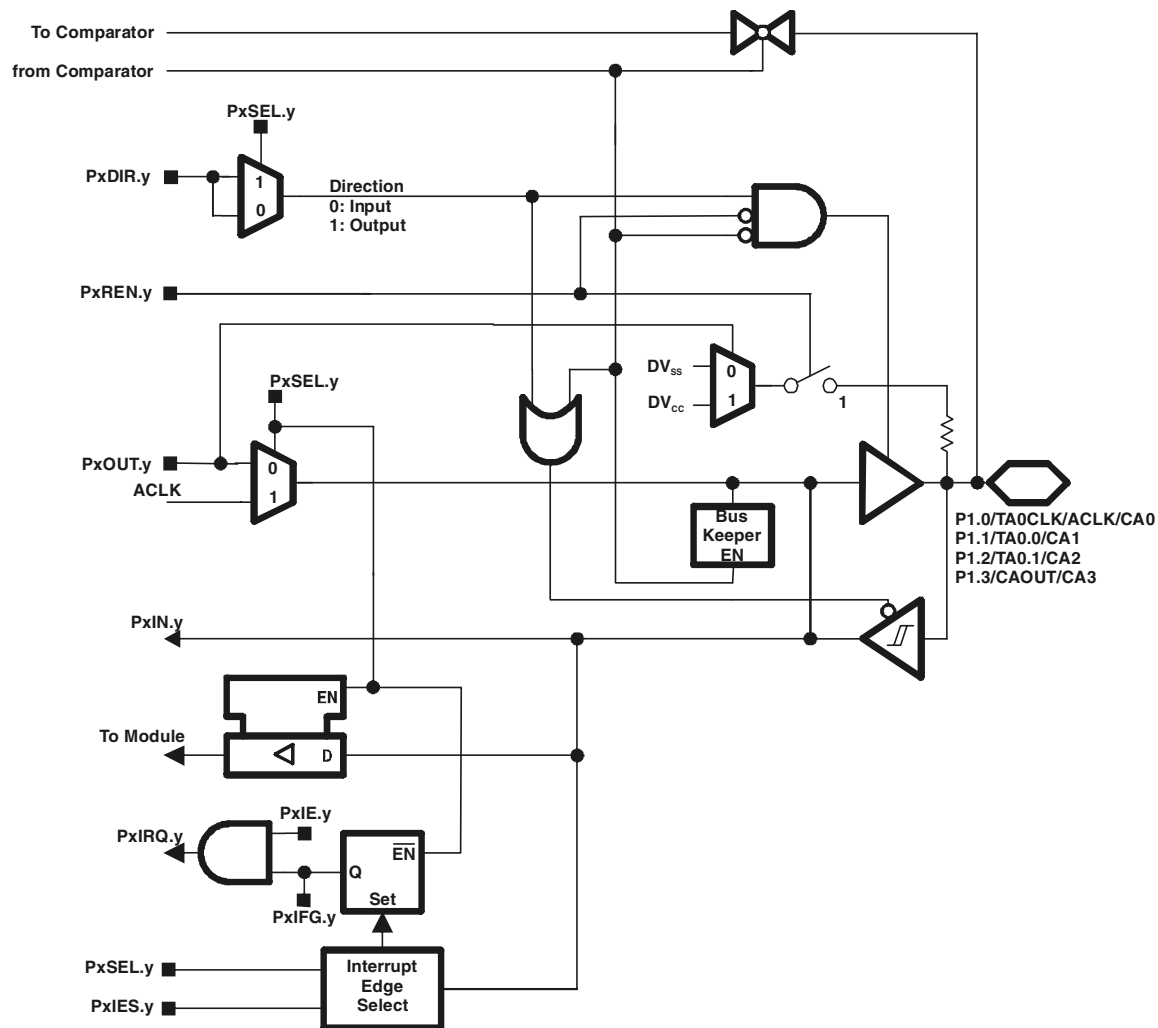 To Comparator
from Comparator
PxSEL.y
PxDIR.y
1
0
Direction
0: Input
1: Output
PxREN.y
DVSS
0
DVCC
1
1
PxSEL.y
PxOUT.y
0
ACLK
1
Bus
Keeper
EN
P1.0/TA0CLK/ACLK/CA0
P1.1/TA0.0/CA1
P1.2/TA0.1/CA2
P1.3/CAOUT/CA3
PxIN.y
EN
To Module
D
PxIE.y
PxIRQ.y
EN
Q
Set
PxIFG.y
PxSEL.y
PxIES.y
Interrupt
Edge
Select